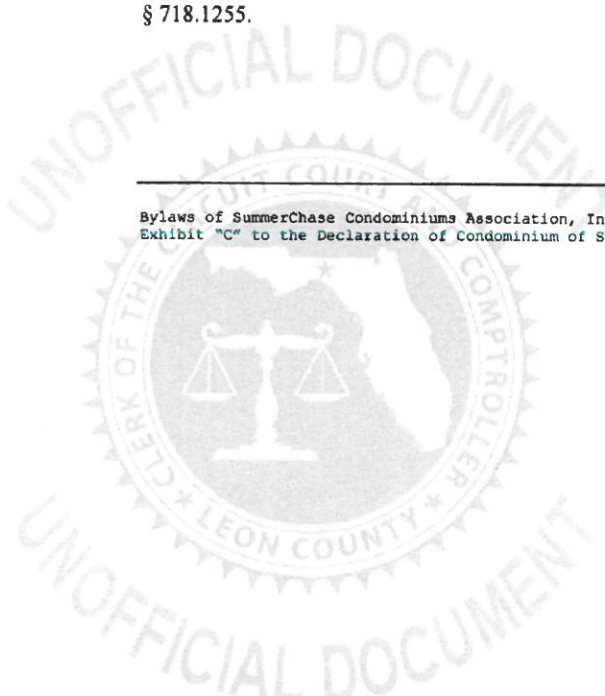 § 718.1255.
UNOFFICIAL DOCUMENT
CIRCUIT COURT AND COMPTROLLER
Bylaws of SummerChase Condominiums Association, In
Exhibit "C" to the Declaration of Condominium of S
CLERK OF THE
LEON COUNTY
UNOFFICIAL DOCUMENT